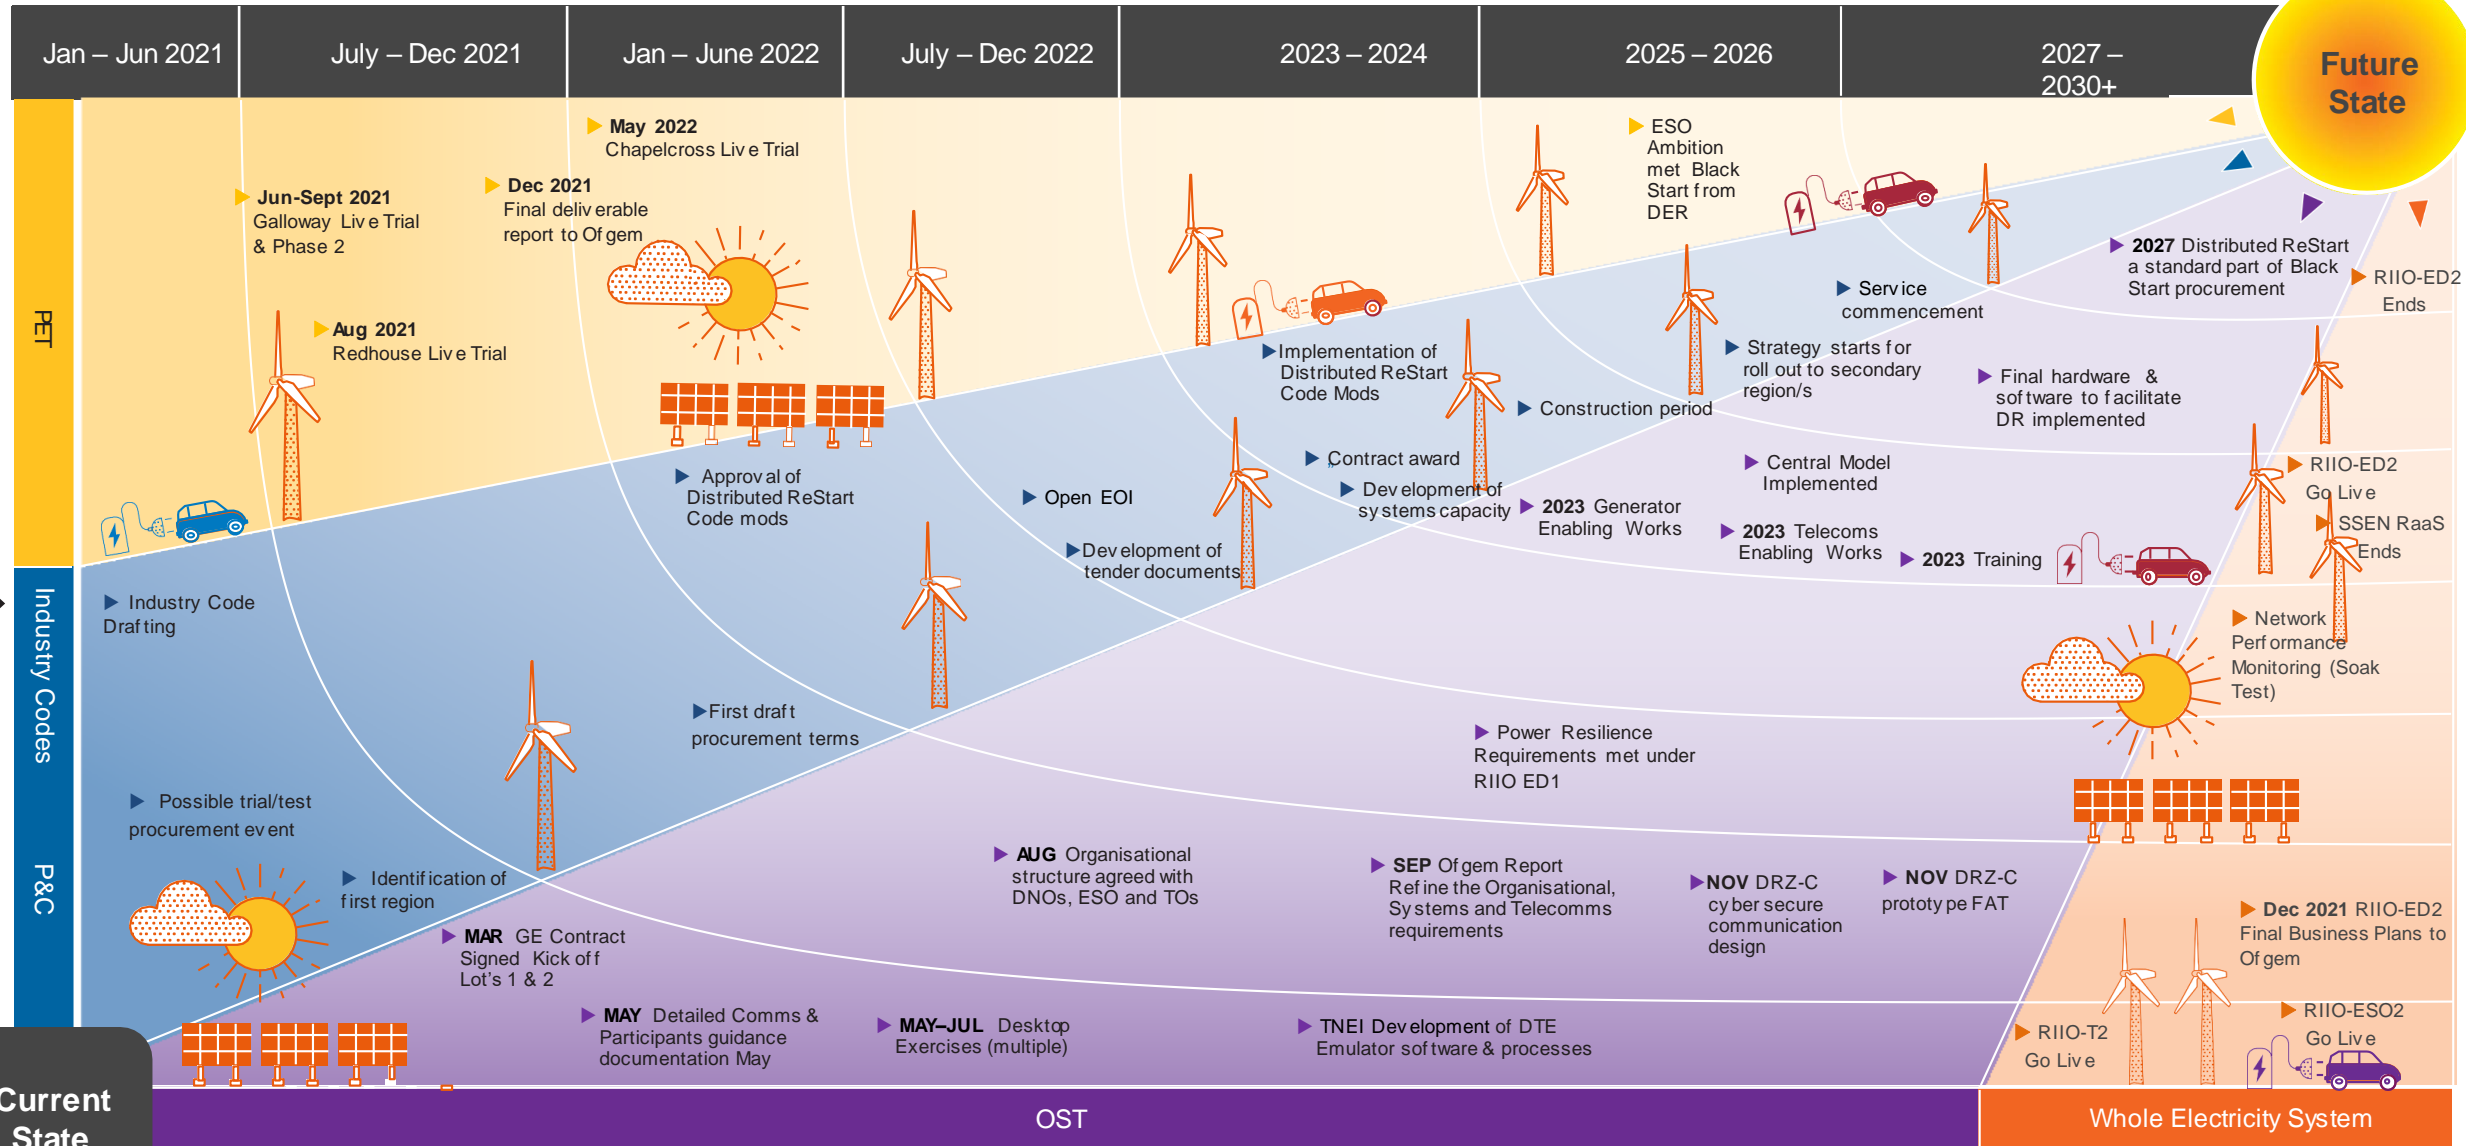 Jan – Jun 2021
July – Dec 2021
Jan – June 2022
July – Dec 2022
2023 – 2024
2025 – 2026
2027 –
2030+
Future
State
PET
Industry Codes
P&C
Current
State
OST
Whole Electricity System
May 2022
Chapelcross Live Trial
Jun-Sept 2021
Galloway Live Trial
& Phase 2
Dec 2021
Final deliverable
report to Ofgem
Aug 2021
Redhouse Live Trial
ESO
Ambition
met Black
Start from
DER
Industry Code
Drafting
Possible trial/test
procurement event
Identification of
first region
Approval of
Distributed ReStart
Code mods
First draft
procurement terms
Open EOI
Development of
tender documents
Implementation of
Distributed ReStart
Code Mods
Contract award
Development of
systems capacity
Construction period
Service
commencement
Strategy starts for
roll out to secondary
region/s
2027 Distributed ReStart
a standard part of Black
Start procurement
Final hardware &
software to facilitate
DR implemented
Central Model
Implemented
2023 Generator
Enabling Works
2023 Telecoms
Enabling Works
2023 Training
Power Resilience
Requirements met under
RIIO ED1
AUG Organisational
structure agreed with
DNOs, ESO and TOs
SEP Ofgem Report
Refine the Organisational,
Systems and Telecomms
requirements
NOV DRZ-C
cyber secure
communication
design
NOV DRZ-C
prototype FAT
MAR GE Contract
Signed Kick off
Lot's 1 & 2
MAY Detailed Comms &
Participants guidance
documentation May
MAY–JUL Desktop
Exercises (multiple)
TNEI Development of DTE
Emulator software & processes
RIIO-ED2
Ends
RIIO-ED2
Go Live
SSEN RaaS
Ends
Network
Performance
Monitoring (Soak
Test)
Dec 2021 RIIO-ED2
Final Business Plans to
Ofgem
RIIO-ESO2
Go Live
RIIO-T2
Go Live